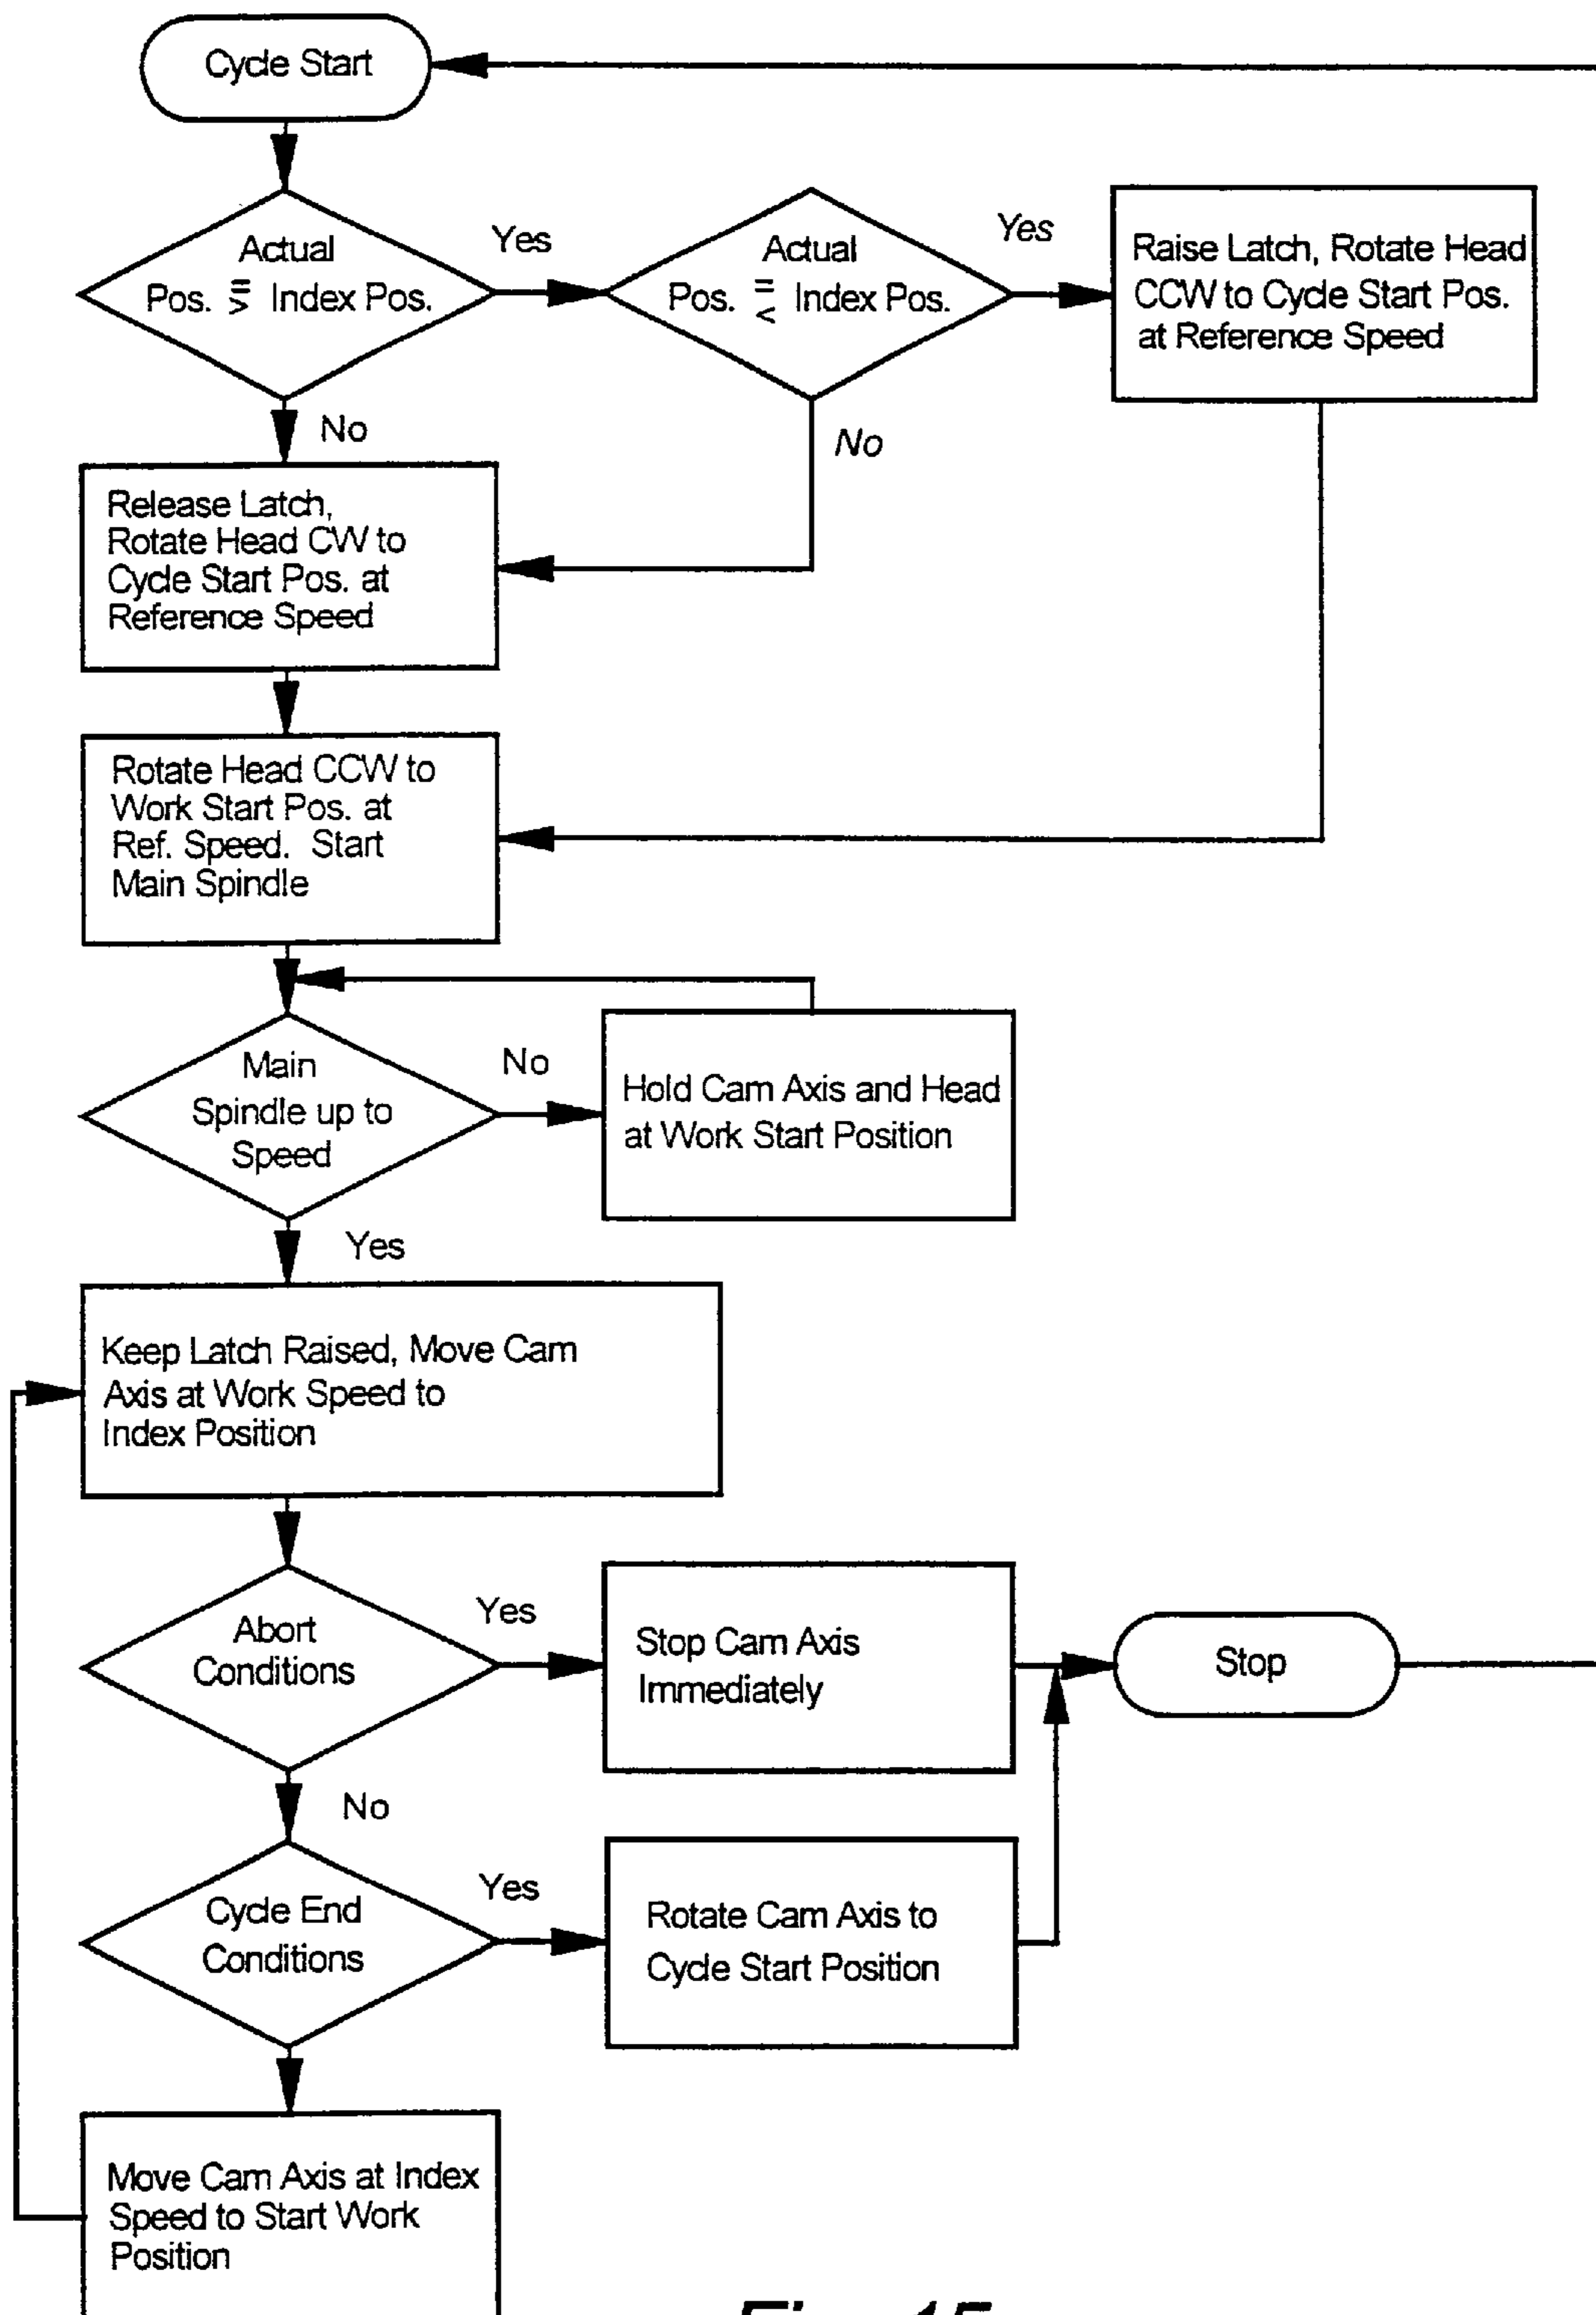 Cycle Start
Actual
Pos. ≧ Index Pos.
Yes
Actual
Pos. ≦ Index Pos.
Yes
Raise Latch, Rotate Head
CCW to Cycle Start Pos.
at Reference Speed
No
No
Release Latch,
Rotate Head CW to
Cycle Start Pos. at
Reference Speed
Rotate Head CCW to
Work Start Pos. at
Ref. Speed. Start
Main Spindle
Main
Spindle up to
Speed
No
Hold Cam Axis and Head
at Work Start Position
Yes
Keep Latch Raised, Move Cam
Axis at Work Speed to
Index Position
Abort
Conditions
Yes
Stop Cam Axis
Immediately
Stop
No
Cycle End
Conditions
Yes
Rotate Cam Axis to
Cycle Start Position
Move Cam Axis at Index
Speed to Start Work
Position